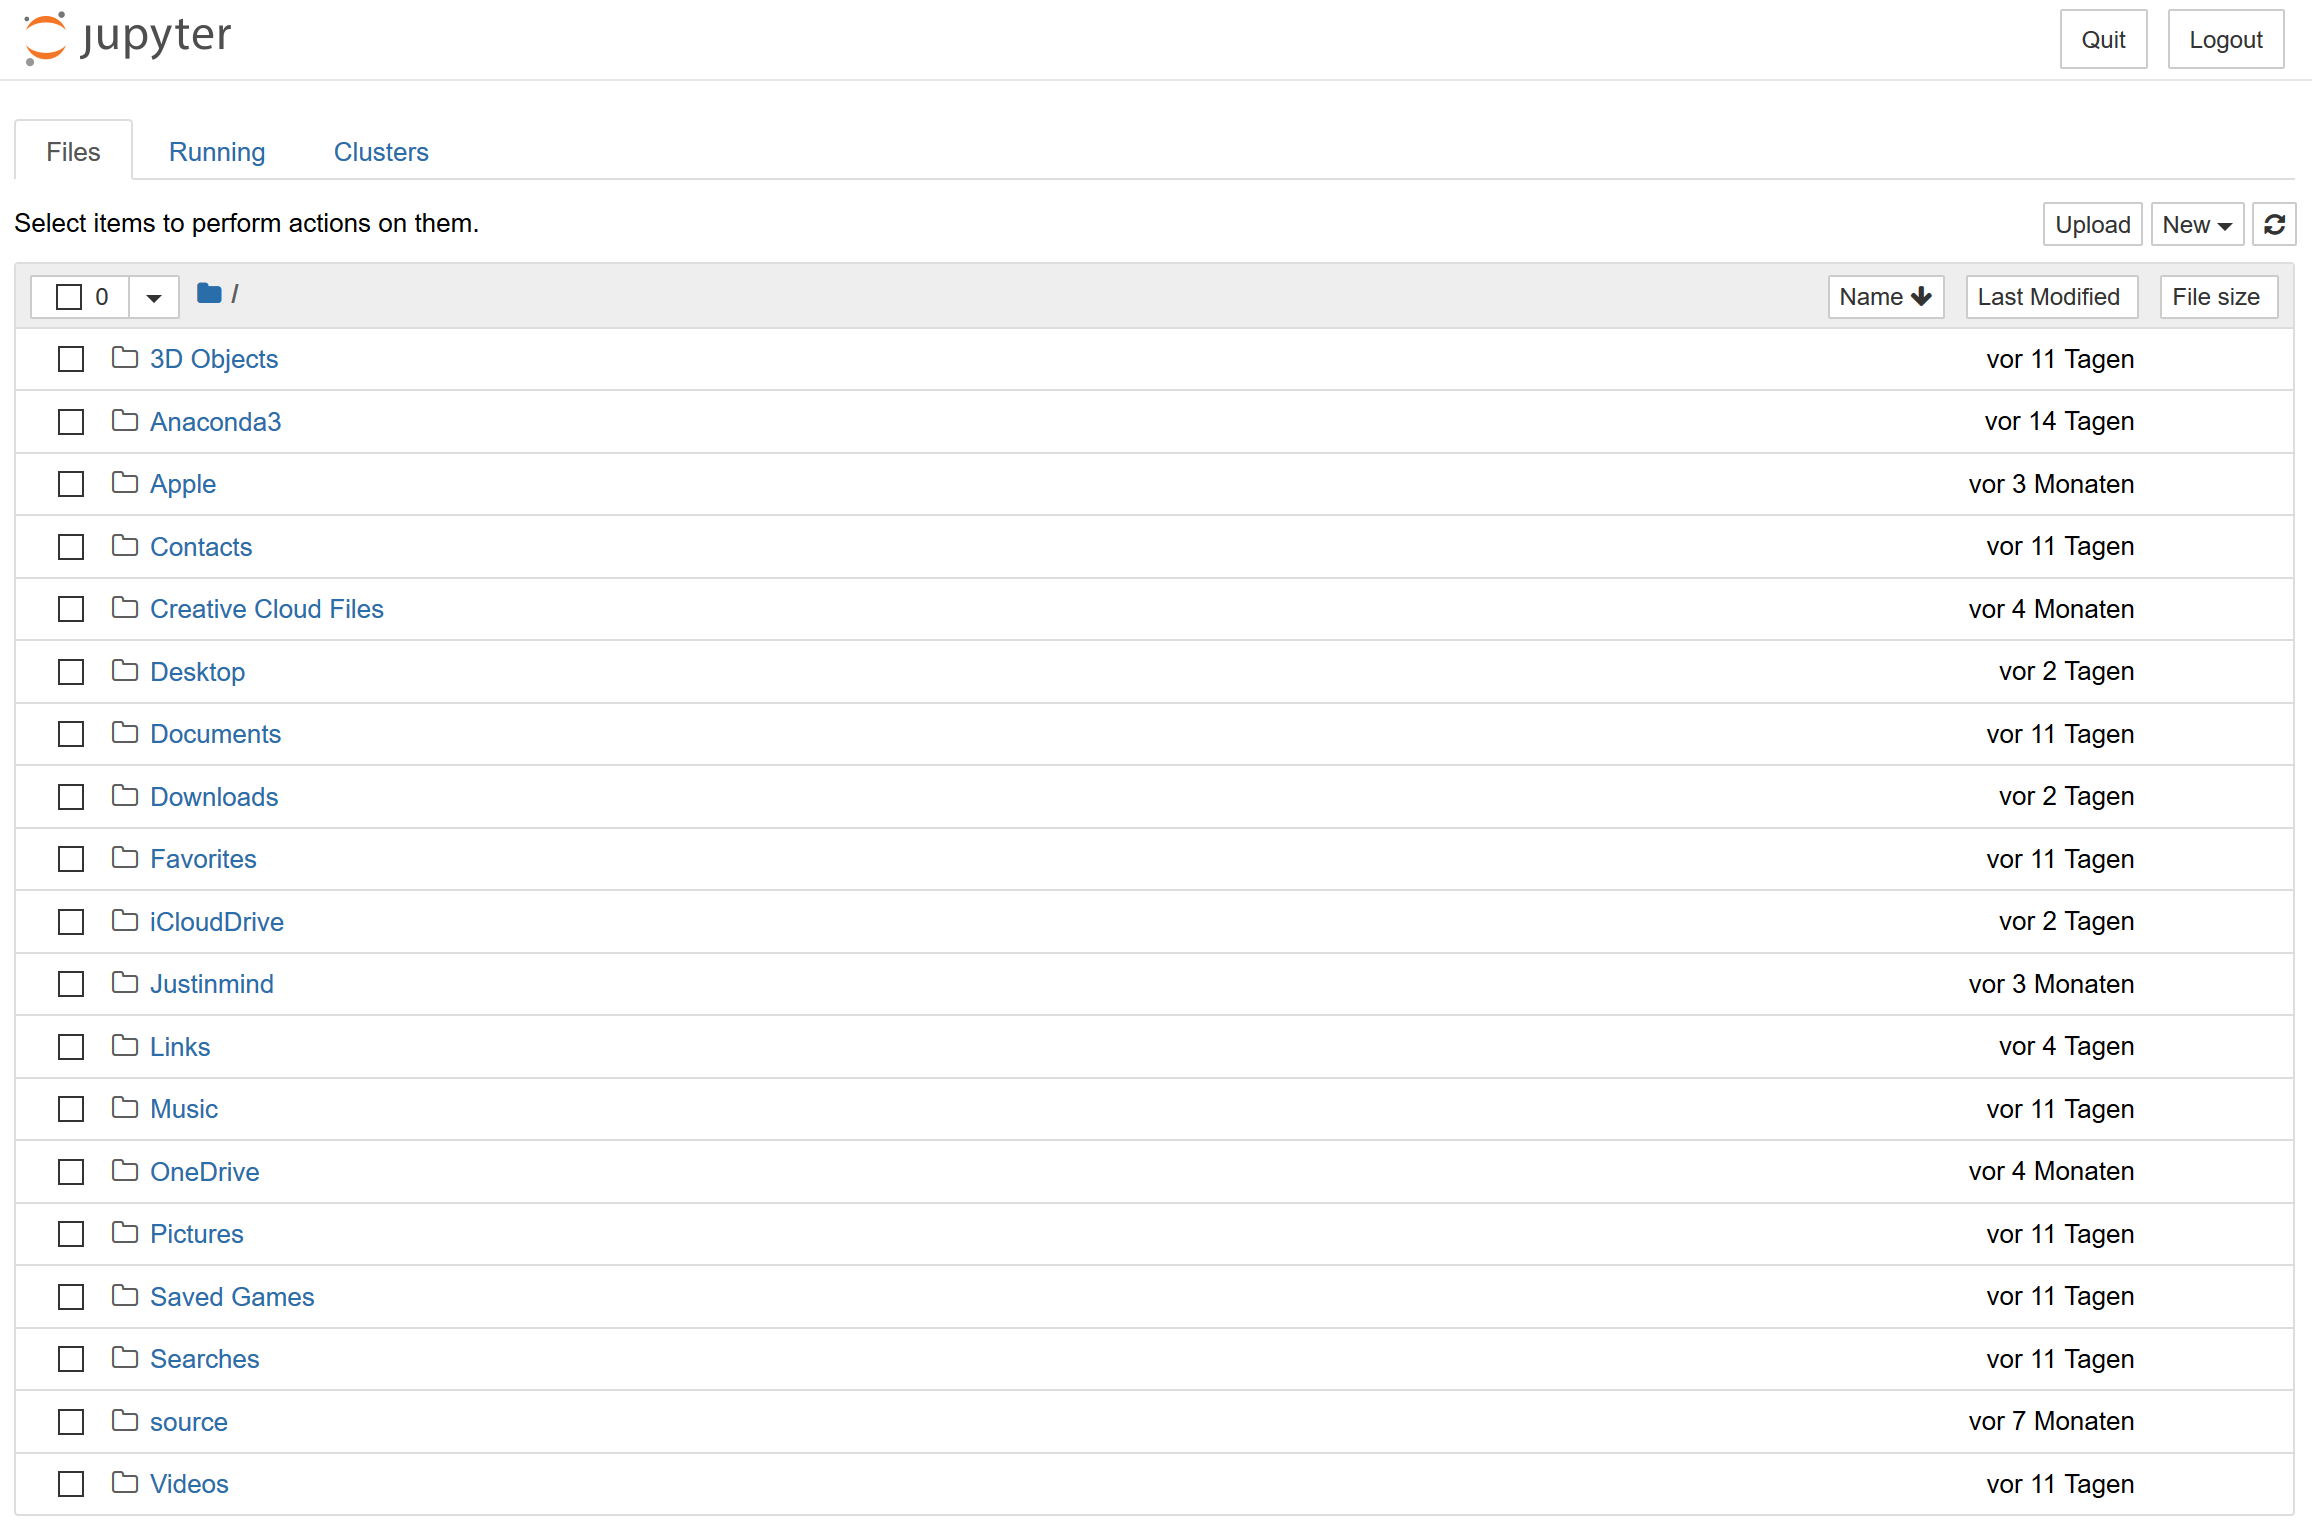 jupyter Quit Logout
Files Running Clusters
Select items to perform actions on them. Upload New
0 / Name Last Modified File size
3D Objects vor 11 Tagen
Anaconda3 vor 14 Tagen
Apple vor 3 Monaten
Contacts vor 11 Tagen
Creative Cloud Files vor 4 Monaten
Desktop vor 2 Tagen
Documents vor 11 Tagen
Downloads vor 2 Tagen
Favorites vor 11 Tagen
iCloudDrive vor 2 Tagen
Justinmind vor 3 Monaten
Links vor 4 Tagen
Music vor 11 Tagen
OneDrive vor 4 Monaten
Pictures vor 11 Tagen
Saved Games vor 11 Tagen
Searches vor 11 Tagen
source vor 7 Monaten
Videos vor 11 Tagen